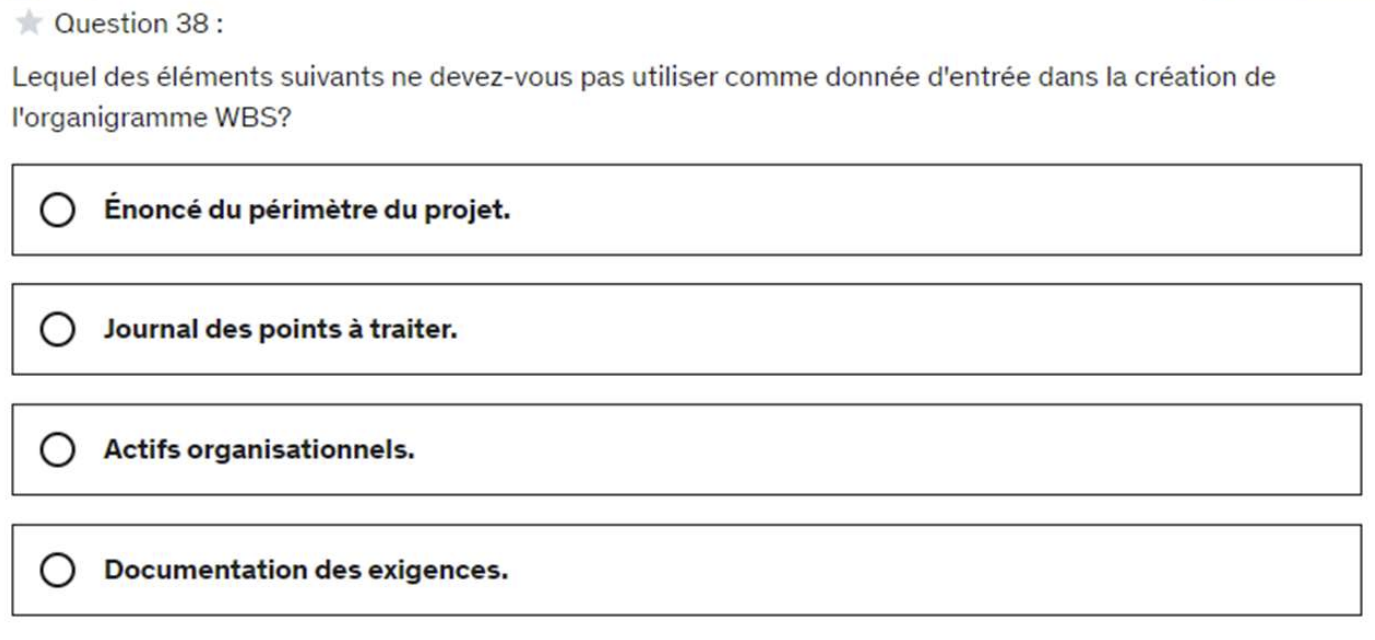 Question 38 :
Lequel des éléments suivants ne devez-vous pas utiliser comme donnée d'entrée dans la création de
l'organigramme WBS?
Énoncé du périmètre du projet.
Journal des points à traiter.
Actifs organisationnels.
Documentation des exigences.